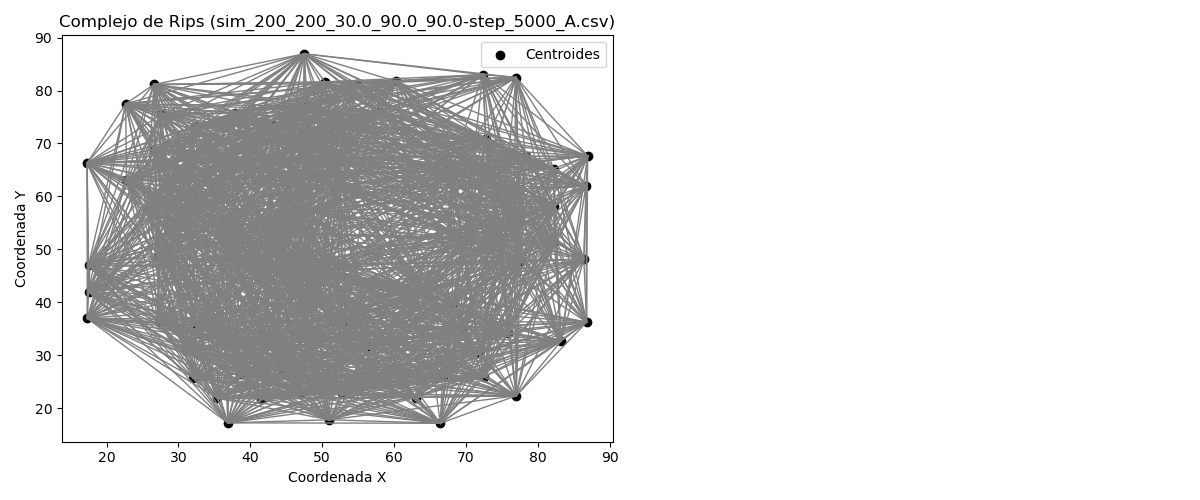 Complejo de Rips (sim_200_200_30.0_90.0_90.0-step_5000_A.csv)
Centroides
Coordenada Y
90
80
70
60
50
40
30
20
20 30 40 50 60 70 80 90
Coordenada X